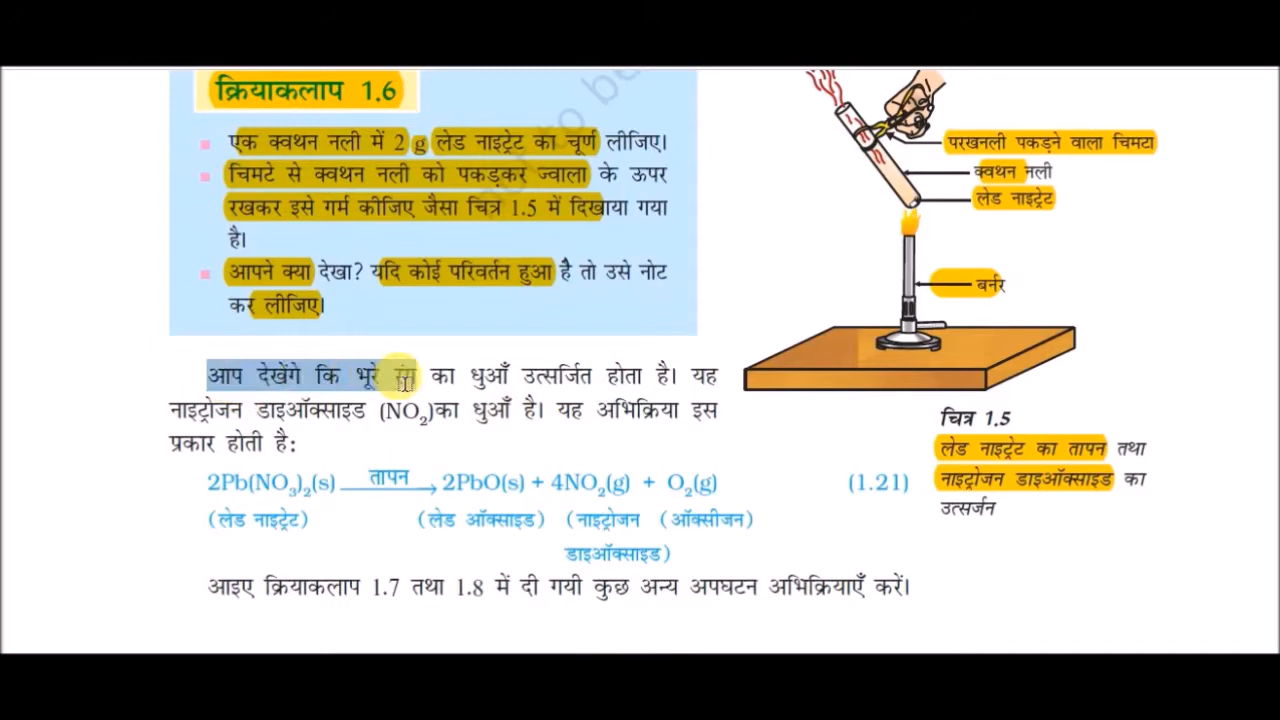 क्रियाकलाप 1.6
एक क्वथन नली में 2 g लेड नाइट्रेट का चूर्ण लीजिए।
चिमटे से क्वथन नली को पकड़कर ज्वाला के ऊपर
रखकर इसे गर्म कीजिए जैसा चित्र 1.5 में दिखाया गया
है।
आपने क्या देखा? यदि कोई परिवर्तन हुआ है तो उसे नोट
कर लीजिए।
परखनली पकड़ने वाला चिमटा
क्वथन नली
लेड नाइट्रेट
बर्नर
चित्र 1.5
लेड नाइट्रेट का तापन तथा
नाइट्रोजन डाइऑक्साइड का
उत्सर्जन
आप देखेंगे कि भूरे रंग का धुआँ उत्सर्जित होता है। यह
नाइट्रोजन डाइऑक्साइड (NO₂)का धुआँ है। यह अभिक्रिया इस
प्रकार होती है:
तापन
2Pb(NO₃)₂(s) → 2PbO(s) + 4NO₂(g) + O₂(g) (1.21)
(लेड नाइट्रेट) (लेड ऑक्साइड) (नाइट्रोजन (ऑक्सीजन)
डाइऑक्साइड)
आइए क्रियाकलाप 1.7 तथा 1.8 में दी गयी कुछ अन्य अपघटन अभिक्रियाएँ करें।